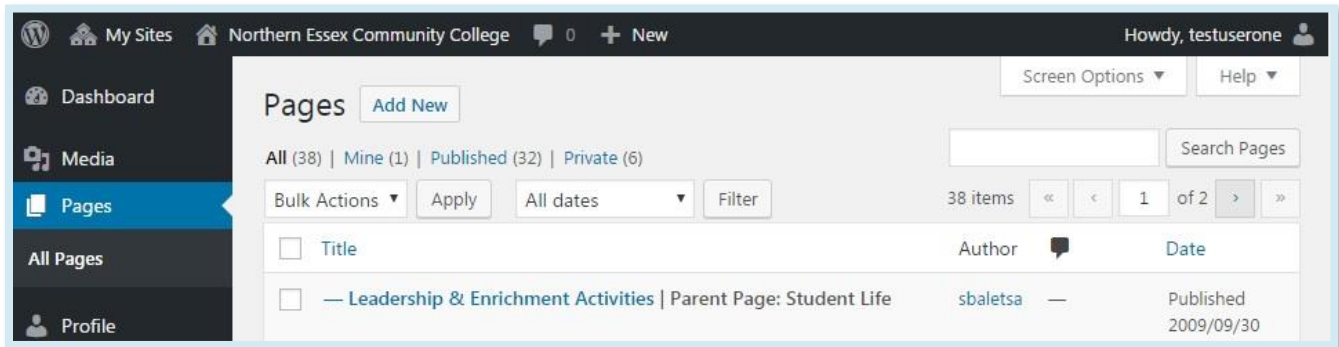 My Sites Northern Essex Community College 0 + New Howdy, testuserone
Screen Options ▼ Help ▼
Dashboard
Pages Add New
Media
All (38) | Mine (1) | Published (32) | Private (6) Search Pages
Pages
Bulk Actions ▼ Apply All dates ▼ Filter 38 items « ‹ 1 of 2 › »
All Pages
Title Author Date
— Leadership & Enrichment Activities | Parent Page: Student Life sbaletsa — Published
2009/09/30
Profile